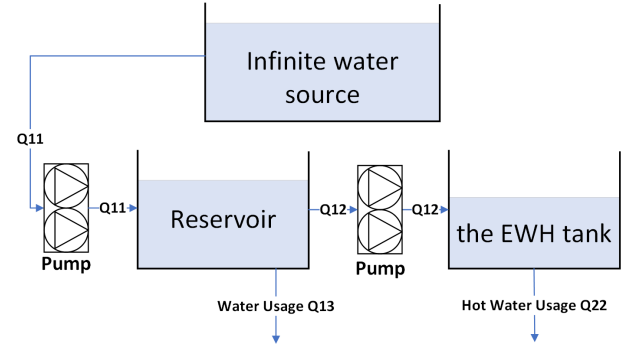 Infinite water
source
Q11
Q11
Pump
Reservoir
Q12
Q12
Pump
the EWH tank
Water Usage Q13
Hot Water Usage Q22